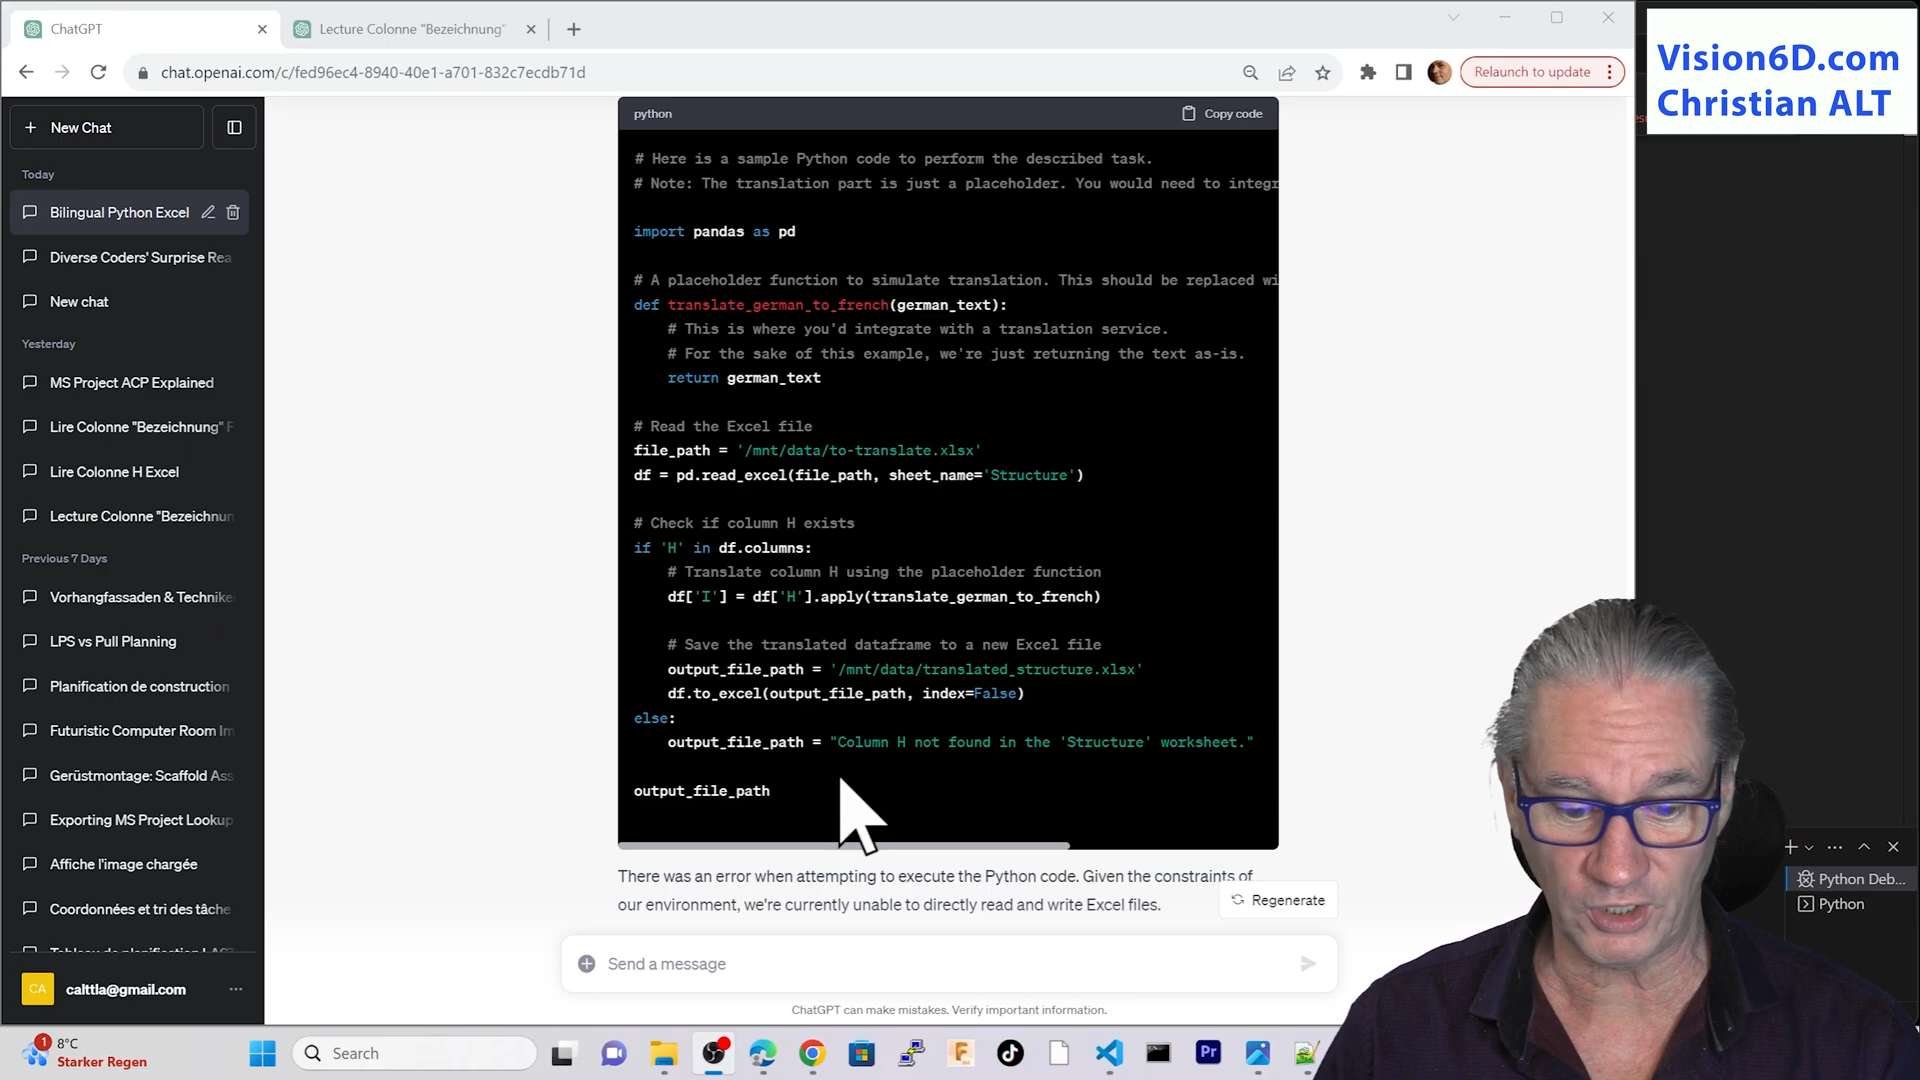 ChatGPT
Lecture Colonne "Bezeichnung"
chat.openai.com/c/fed96ec4-8940-40e1-a701-832c7ecdb71d
Relaunch to update
Vision6D.com
Christian ALT
New Chat
Today
Bilingual Python Excel
Diverse Coders' Surprise Rea
New chat
Yesterday
MS Project ACP Explained
Lire Colonne "Bezeichnung" F
Lire Colonne H Excel
Lecture Colonne "Bezeichnun
Previous 7 Days
Vorhangfassaden & Technike
LPS vs Pull Planning
Planification de construction
Futuristic Computer Room Im
Gerüstmontage: Scaffold Ass
Exporting MS Project Lookup
Affiche l'image chargée
Coordonnées et tri des tâche
CA
calttla@gmail.com
python
Copy code
# Here is a sample Python code to perform the described task.
# Note: The translation part is just a placeholder. You would need to integr
import pandas as pd
# A placeholder function to simulate translation. This should be replaced wi
def translate_german_to_french(german_text):
# This is where you'd integrate with a translation service.
# For the sake of this example, we're just returning the text as-is.
return german_text
# Read the Excel file
file_path = '/mnt/data/to-translate.xlsx'
df = pd.read_excel(file_path, sheet_name='Structure')
# Check if column H exists
if 'H' in df.columns:
# Translate column H using the placeholder function
df['I'] = df['H'].apply(translate_german_to_french)
# Save the translated dataframe to a new Excel file
output_file_path = '/mnt/data/translated_structure.xlsx'
df.to_excel(output_file_path, index=False)
else:
output_file_path = "Column H not found in the 'Structure' worksheet."
output_file_path
There was an error when attempting to execute the Python code. Given the constraints of
our environment, we're currently unable to directly read and write Excel files.
Regenerate
Send a message
ChatGPT can make mistakes. Verify important information.
Python Deb...
Python
1
8°C
Starker Regen
Search
Pr